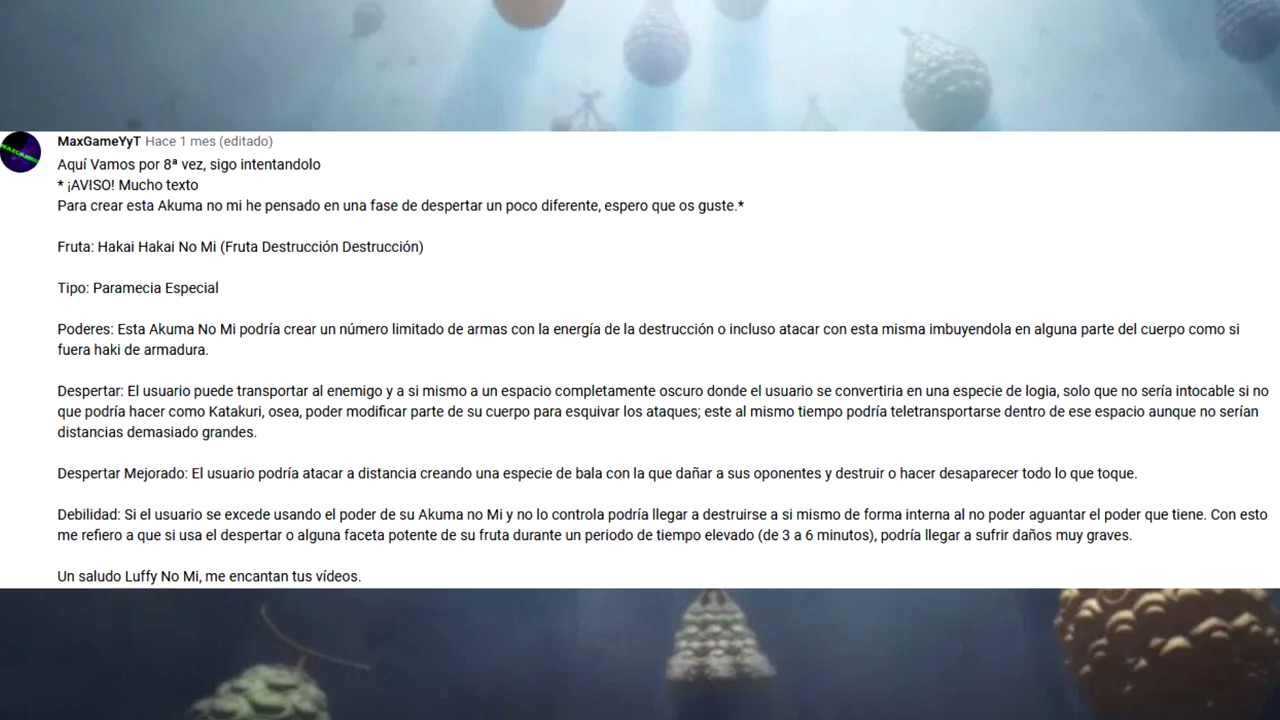 MaxGameYyT Hace 1 mes (editado)
Aquí Vamos por 8ª vez, sigo intentandolo
* ¡AVISO! Mucho texto
Para crear esta Akuma no mi he pensado en una fase de despertar un poco diferente, espero que os guste.*
Fruta: Hakai Hakai No Mi (Fruta Destrucción Destrucción)
Tipo: Paramecia Especial
Poderes: Esta Akuma No Mi podría crear un número limitado de armas con la energía de la destrucción o incluso atacar con esta misma imbuyendola en alguna parte del cuerpo como si
fuera haki de armadura.
Despertar: El usuario puede transportar al enemigo y a si mismo a un espacio completamente oscuro donde el usuario se convertiria en una especie de logia, solo que no sería intocable si no
que podría hacer como Katakuri, osea, poder modificar parte de su cuerpo para esquivar los ataques; este al mismo tiempo podría teletransportarse dentro de ese espacio aunque no serían
distancias demasiado grandes.
Despertar Mejorado: El usuario podría atacar a distancia creando una especie de bala con la que dañar a sus oponentes y destruir o hacer desaparecer todo lo que toque.
Debilidad: Si el usuario se excede usando el poder de su Akuma no Mi y no lo controla podría llegar a destruirse a si mismo de forma interna al no poder aguantar el poder que tiene. Con esto
me refiero a que si usa el despertar o alguna faceta potente de su fruta durante un periodo de tiempo elevado (de 3 a 6 minutos), podría llegar a sufrir daños muy graves.
Un saludo Luffy No Mi, me encantan tus vídeos.